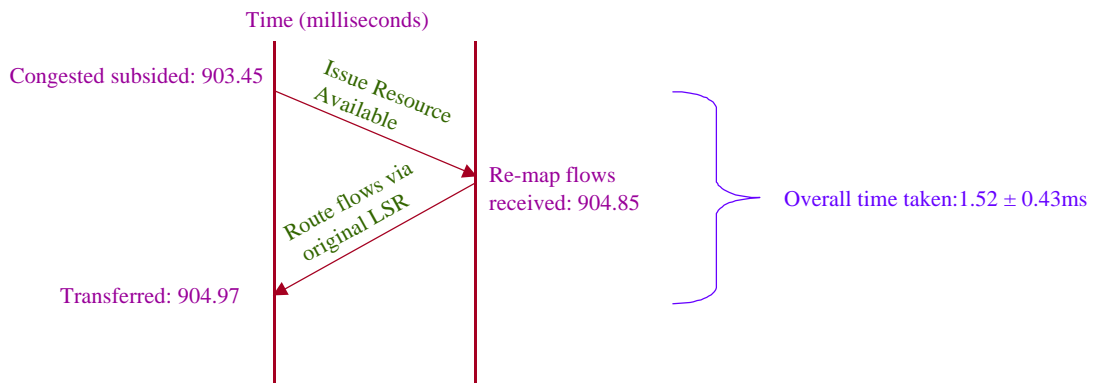 Time (milliseconds)
Congested subsided: 903.45
Issue Resource
Available
Re-map flows
received: 904.85
Route flows via
original LSR
Transferred: 904.97
Overall time taken:1.52 ± 0.43ms